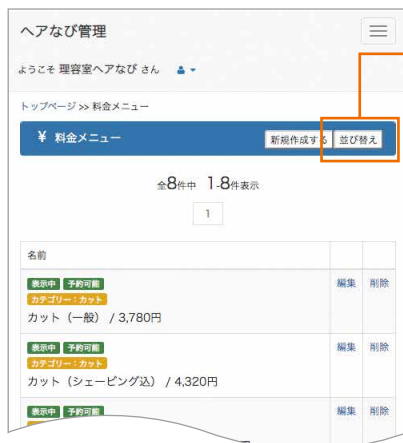 ヘアなび管理
ようこそ 理容室ヘアなび さん
トップページ >> 料金メニュー
¥ 料金メニュー 新規作成する 並び替え
全8件中 1-8件表示
1
名前
表示中 予約可能 編集 削除
カテゴリー：カット
カット（一般） / 3,780円
表示中 予約可能 編集 削除
カテゴリー：カット
カット（シェービング込） / 4,320円
表示中 予約可能 編集 削除